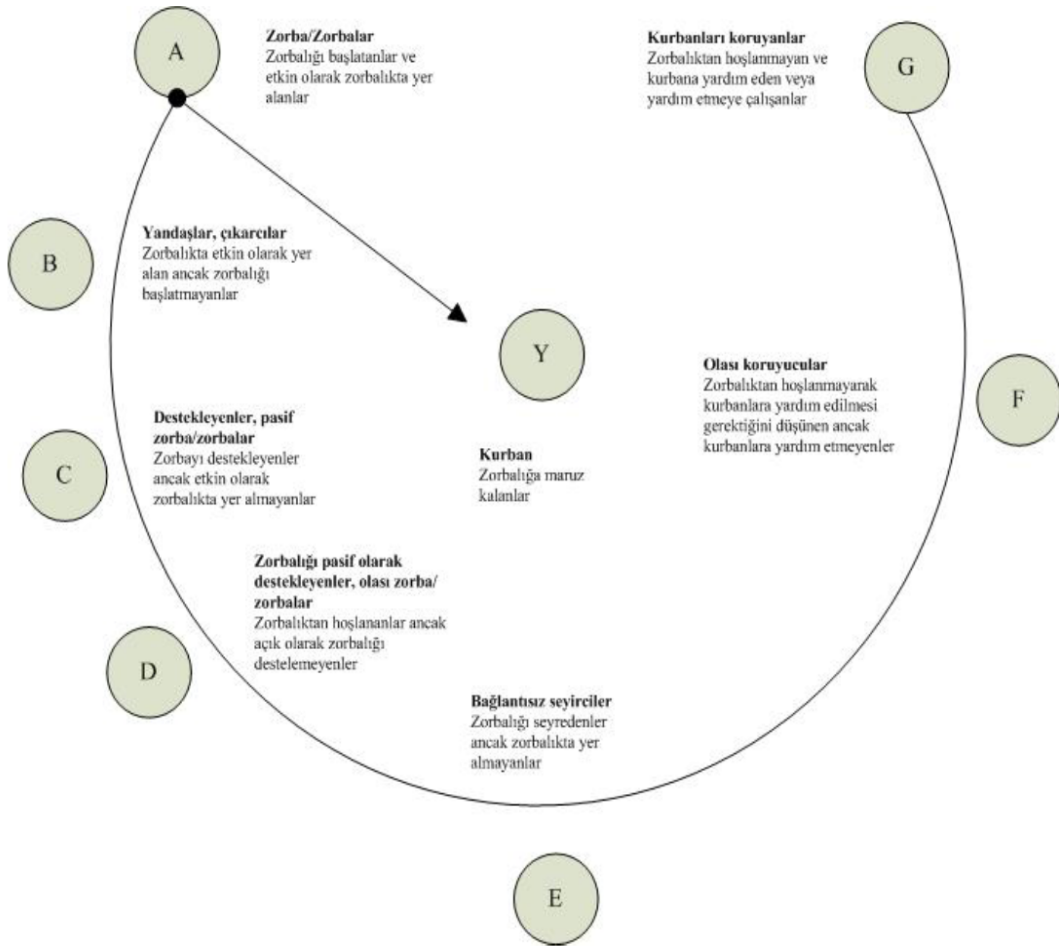 A
Zorba/Zorbalar
Zorbalığı başlatanlar ve
etkin olarak zorbalıkta yer
alanlar
Kurbanları koruyanlar
Zorbalıktan hoşlanmayan ve
kurbana yardım eden veya
yardım etmeye çalışanlar
G
B
Yandaşlar, çıkarcılar
Zorbalıkta etkin olarak yer
alan ancak zorbalığı
başlatmayanlar
Y
Kurban
Zorbalığa maruz
kalanlar
Olası koruyucular
Zorbalıktan hoşlanmayarak
kurbanlara yardım edilmesi
gerektiğini düşünen ancak
kurbanlara yardım etmeyenler
F
C
Destekleyenler, pasif
zorba/zorbalar
Zorbayı destekleyenler
ancak etkin olarak
zorbalıkta yer almayanlar
D
Zorbalığı pasif olarak
destekleyenler, olası zorba/
zorbalar
Zorbalıktan hoşlananlar ancak
açık olarak zorbalığı
destelemeyenler
Bağlantısız seyirciler
Zorbalığı seyredenler
ancak zorbalıkta yer
almayanlar
E